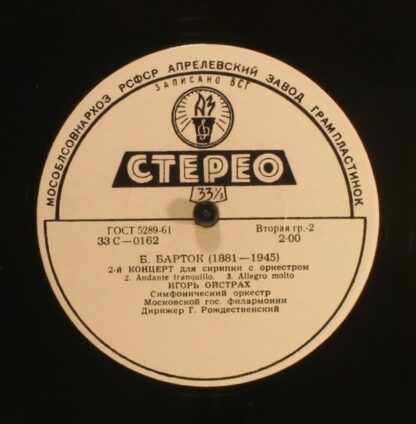 МОСОБЛСОВНАРХОЗ РСФСР АПРЕЛЕВСКИЙ ЗАВОД ГРАМПЛАСТИНОК
ЗАПИСАНО ВСГ
АЗ
СТЕРЕО
33⅓
ГОСТ 5289-61 Вторая гр.-2
33 С—0162 2-00
Б. БАРТОК (1881—1945)
2-й КОНЦЕРТ для скрипки с оркестром
2. Andante tranquillo. 3. Allegro molto
ИГОРЬ ОЙСТРАХ
Симфонический оркестр
Московской гос. филармонии
Дирижер Г. Рождественский